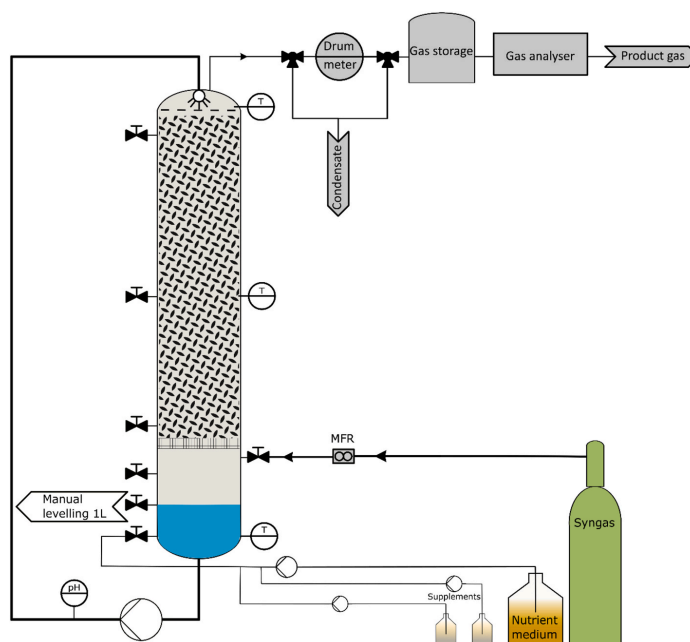 Drum
meter
Gas storage
Gas analyser
Product gas
T
Condensate
T
MFR
Manual
levelling 1L
Syngas
T
pH
Supplements
Nutrient
medium